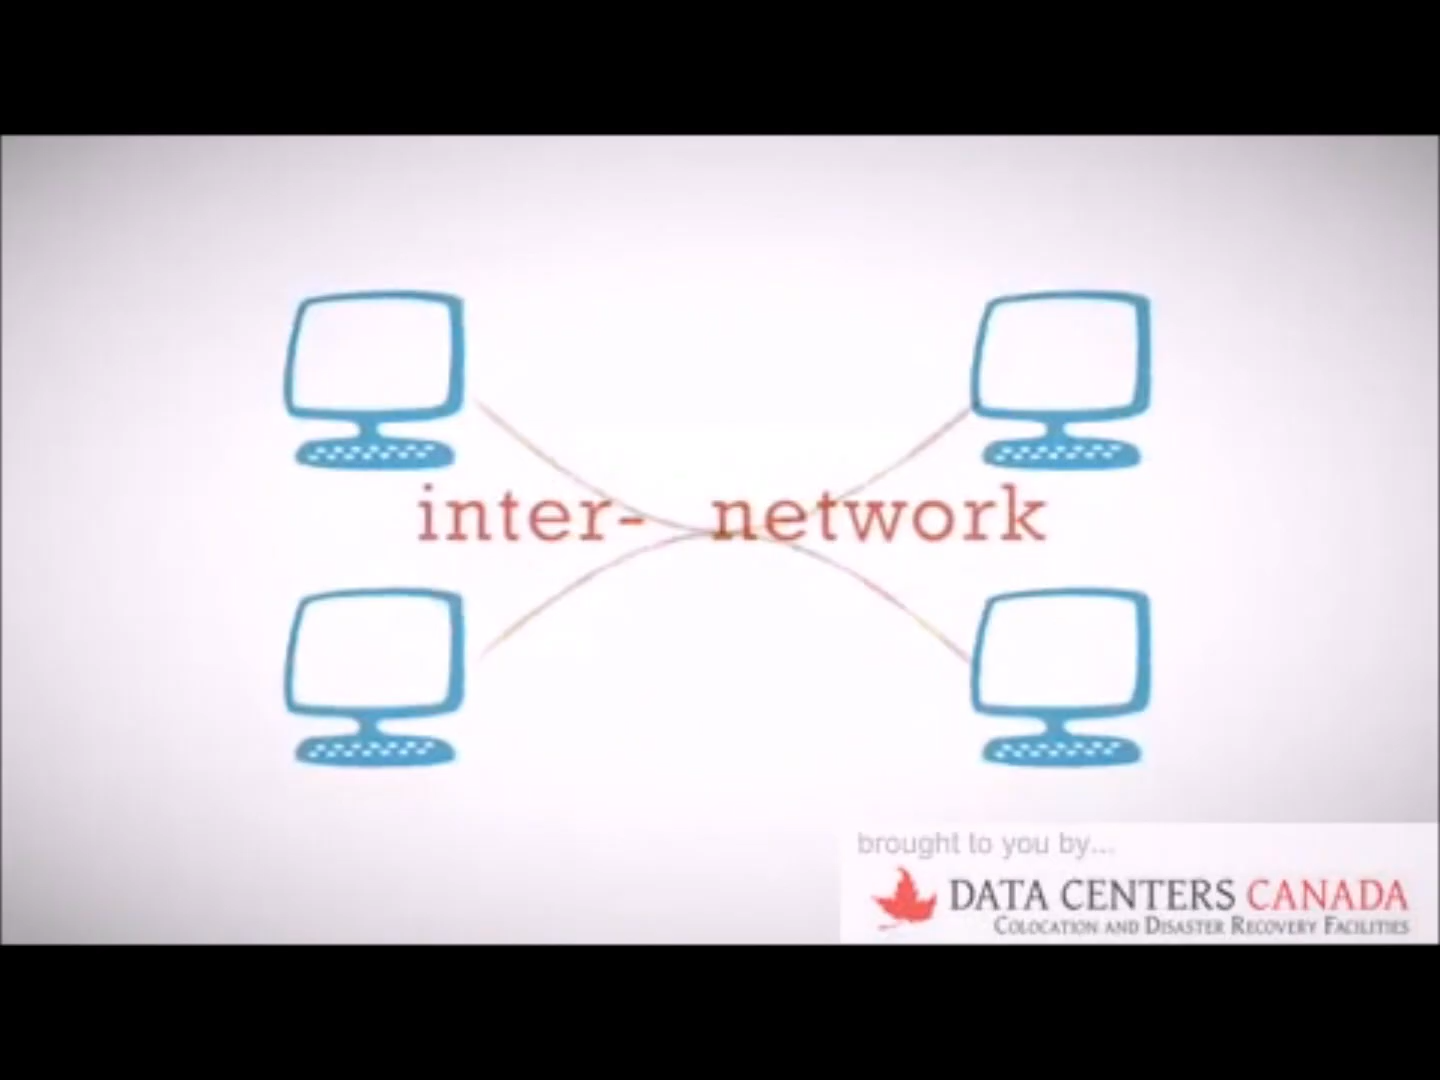 inter- network
brought to you by...
DATA CENTERS CANADA
COLOCATION AND DISASTER RECOVERY FACILITIES